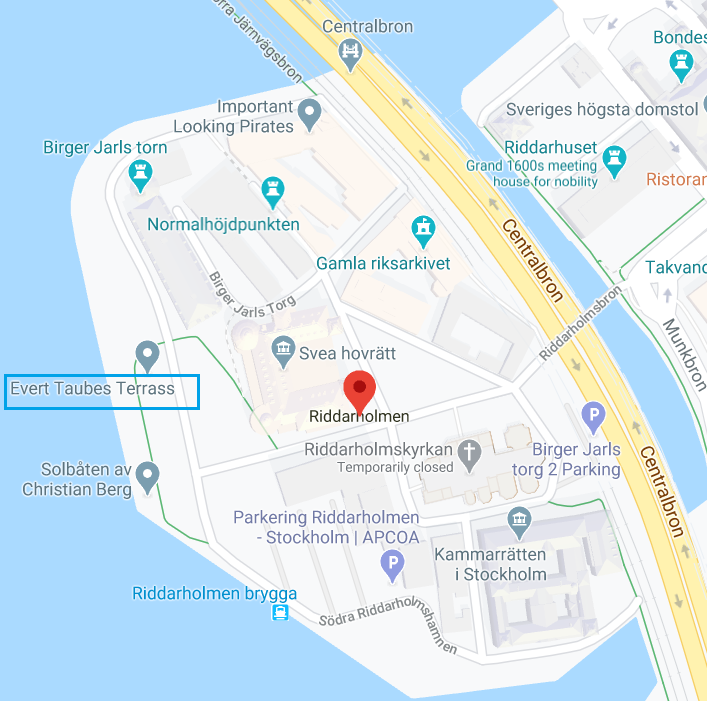 Norra Järnvägsbron
Centralbron
Bondes
Important
Looking Pirates
Sveriges högsta domstol
Birger Jarls torn
Riddarhuset
Grand 1600s meeting
house for nobility
Ristoran
Normalhöjdpunkten
Centralbron
Gamla riksarkivet
Takvand
Birger Jarls Torg
Riddarholmsbron
Munkbron
Svea hovrätt
Evert Taubes Terrass
Riddarholmen
P
Riddarholmskyrkan
Temporarily closed
Birger Jarls
torg 2 Parking
Solbåten av
Christian Berg
Centralbron
Parkering Riddarholmen
- Stockholm | APCOA
P
Kammarrätten
i Stockholm
Riddarholmen brygga
Södra Riddarholmshamnen